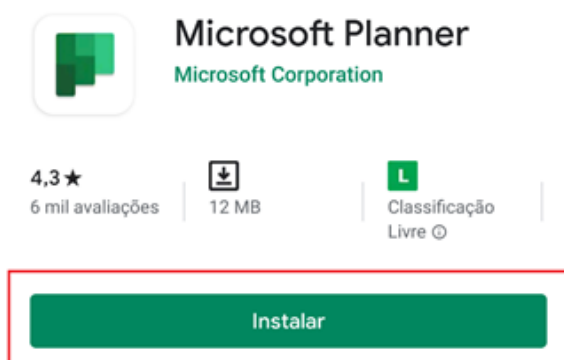 Microsoft Planner
Microsoft Corporation
4,3★
6 mil avaliações
12 MB
L
Classificação
Livre
Instalar